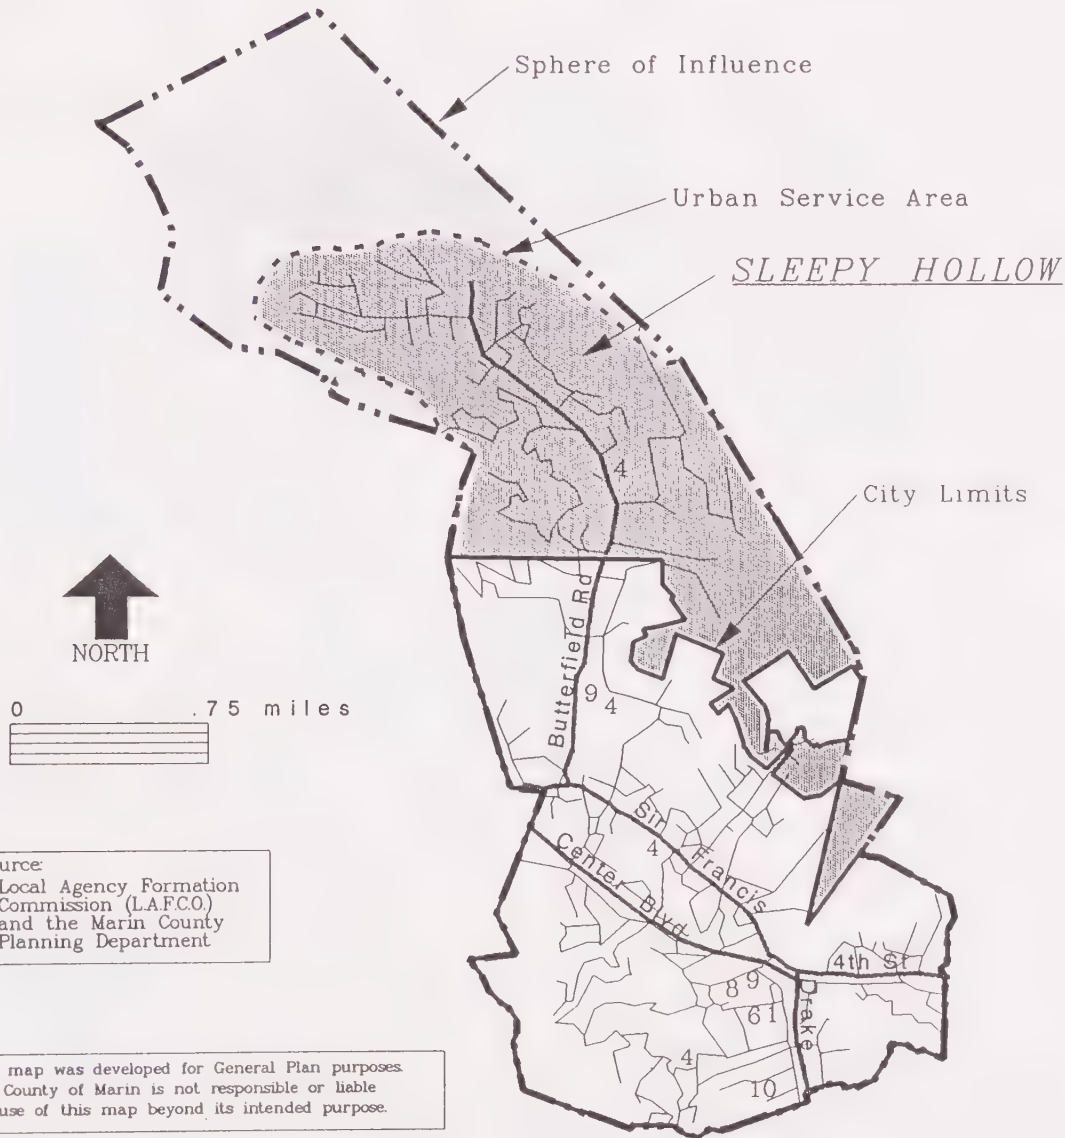 Sphere of Influence
Urban Service Area
SLEEPY HOLLOW
4
City Limits
NORTH
Butterfield Rd
9
4
0 .75 miles
Sir Francis
4
Center Blvd
Local Agency Formation
Commission (L.A.F.C.O.)
and the Marin County
Planning Department
4th St
9
8
Drake
61
4
10
map was developed for General Plan purposes.
County of Marin is not responsible or liable
use of this map beyond its intended purpose.